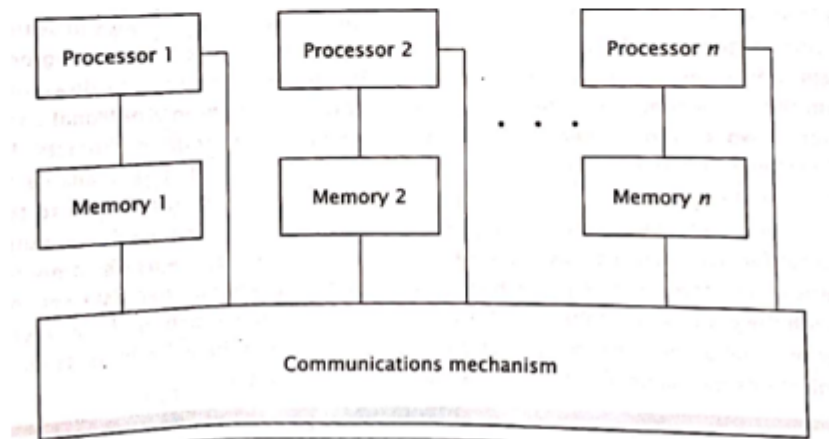 Processor 1
Processor 2
Processor n
. . .
Memory 1
Memory 2
Memory n
Communications mechanism